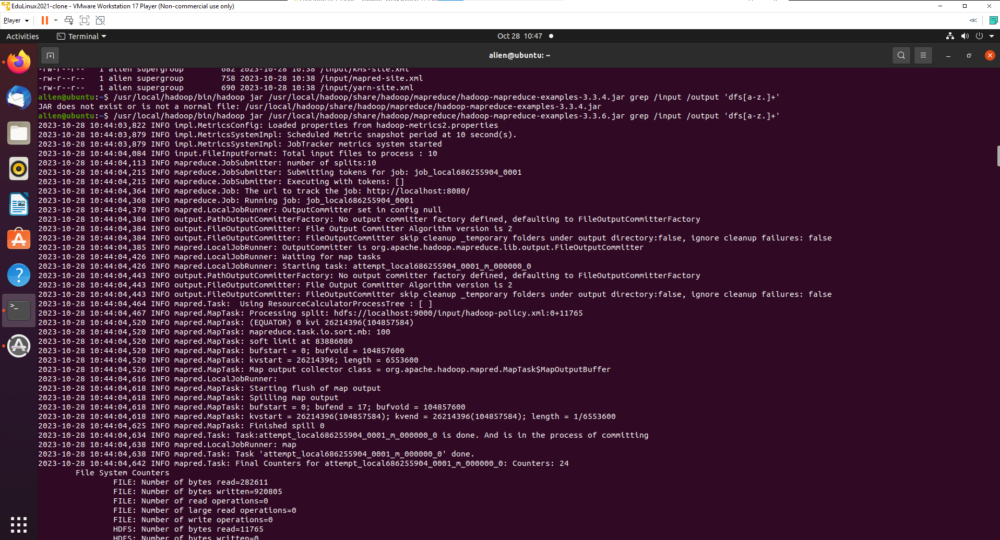 EduLinux2021-clone - VMware Workstation 17 Player (Non-commercial use only)
Player
Activities
Terminal
Oct 28 10:47
alien@ubuntu: ~
-rw-r--r--   1 alien supergroup        682 2023-10-28 10:38 /input/kms-site.xml
-rw-r--r--   1 alien supergroup        758 2023-10-28 10:38 /input/mapred-site.xml
-rw-r--r--   1 alien supergroup        690 2023-10-28 10:38 /input/yarn-site.xml
alien@ubuntu:~$ /usr/local/hadoop/bin/hadoop jar /usr/local/hadoop/share/hadoop/mapreduce/hadoop-mapreduce-examples-3.3.4.jar grep /input /output 'dfs[a-z.]+'
JAR does not exist or is not a normal file: /usr/local/hadoop/share/hadoop/mapreduce/hadoop-mapreduce-examples-3.3.4.jar
alien@ubuntu:~$ /usr/local/hadoop/bin/hadoop jar /usr/local/hadoop/share/hadoop/mapreduce/hadoop-mapreduce-examples-3.3.6.jar grep /input /output 'dfs[a-z.]+'
2023-10-28 10:44:03,822 INFO impl.MetricsConfig: Loaded properties from hadoop-metrics2.properties
2023-10-28 10:44:03,879 INFO impl.MetricsSystemImpl: Scheduled Metric snapshot period at 10 second(s).
2023-10-28 10:44:03,879 INFO impl.MetricsSystemImpl: JobTracker metrics system started
2023-10-28 10:44:04,084 INFO input.FileInputFormat: Total input files to process : 10
2023-10-28 10:44:04,113 INFO mapreduce.JobSubmitter: number of splits:10
2023-10-28 10:44:04,215 INFO mapreduce.JobSubmitter: Submitting tokens for job: job_local686255904_0001
2023-10-28 10:44:04,215 INFO mapreduce.JobSubmitter: Executing with tokens: []
2023-10-28 10:44:04,364 INFO mapreduce.Job: The url to track the job: http://localhost:8080/
2023-10-28 10:44:04,368 INFO mapreduce.Job: Running job: job_local686255904_0001
2023-10-28 10:44:04,370 INFO mapred.LocalJobRunner: OutputCommitter set in config null
2023-10-28 10:44:04,384 INFO output.PathOutputCommitterFactory: No output committer factory defined, defaulting to FileOutputCommitterFactory
2023-10-28 10:44:04,384 INFO output.FileOutputCommitter: File Output Committer Algorithm version is 2
2023-10-28 10:44:04,384 INFO output.FileOutputCommitter: FileOutputCommitter skip cleanup _temporary folders under output directory:false, ignore cleanup failures: false
2023-10-28 10:44:04,385 INFO mapred.LocalJobRunner: OutputCommitter is org.apache.hadoop.mapreduce.lib.output.FileOutputCommitter
2023-10-28 10:44:04,426 INFO mapred.LocalJobRunner: Waiting for map tasks
2023-10-28 10:44:04,426 INFO mapred.LocalJobRunner: Starting task: attempt_local686255904_0001_m_000000_0
2023-10-28 10:44:04,443 INFO output.PathOutputCommitterFactory: No output committer factory defined, defaulting to FileOutputCommitterFactory
2023-10-28 10:44:04,443 INFO output.FileOutputCommitter: File Output Committer Algorithm version is 2
2023-10-28 10:44:04,443 INFO output.FileOutputCommitter: FileOutputCommitter skip cleanup _temporary folders under output directory:false, ignore cleanup failures: false
2023-10-28 10:44:04,464 INFO mapred.Task:  Using ResourceCalculatorProcessTree : [ ]
2023-10-28 10:44:04,467 INFO mapred.MapTask: Processing split: hdfs://localhost:9000/input/hadoop-policy.xml:0+11765
2023-10-28 10:44:04,520 INFO mapred.MapTask: (EQUATOR) 0 kvi 26214396(104857584)
2023-10-28 10:44:04,520 INFO mapred.MapTask: mapreduce.task.io.sort.mb: 100
2023-10-28 10:44:04,520 INFO mapred.MapTask: soft limit at 83886080
2023-10-28 10:44:04,520 INFO mapred.MapTask: bufstart = 0; bufvoid = 104857600
2023-10-28 10:44:04,520 INFO mapred.MapTask: kvstart = 26214396; length = 6553600
2023-10-28 10:44:04,526 INFO mapred.MapTask: Map output collector class = org.apache.hadoop.mapred.MapTask$MapOutputBuffer
2023-10-28 10:44:04,616 INFO mapred.LocalJobRunner:
2023-10-28 10:44:04,618 INFO mapred.MapTask: Starting flush of map output
2023-10-28 10:44:04,618 INFO mapred.MapTask: Spilling map output
2023-10-28 10:44:04,618 INFO mapred.MapTask: bufstart = 0; bufend = 17; bufvoid = 104857600
2023-10-28 10:44:04,618 INFO mapred.MapTask: kvstart = 26214396(104857584); kvend = 26214396(104857584); length = 1/6553600
2023-10-28 10:44:04,625 INFO mapred.MapTask: Finished spill 0
2023-10-28 10:44:04,634 INFO mapred.Task: Task:attempt_local686255904_0001_m_000000_0 is done. And is in the process of committing
2023-10-28 10:44:04,638 INFO mapred.LocalJobRunner: map
2023-10-28 10:44:04,638 INFO mapred.Task: Task 'attempt_local686255904_0001_m_000000_0' done.
2023-10-28 10:44:04,642 INFO mapred.Task: Final Counters for attempt_local686255904_0001_m_000000_0: Counters: 24
File System Counters
FILE: Number of bytes read=282611
FILE: Number of bytes written=920805
FILE: Number of read operations=0
FILE: Number of large read operations=0
FILE: Number of write operations=0
HDFS: Number of bytes read=11765
HDFS: Number of bytes written=0